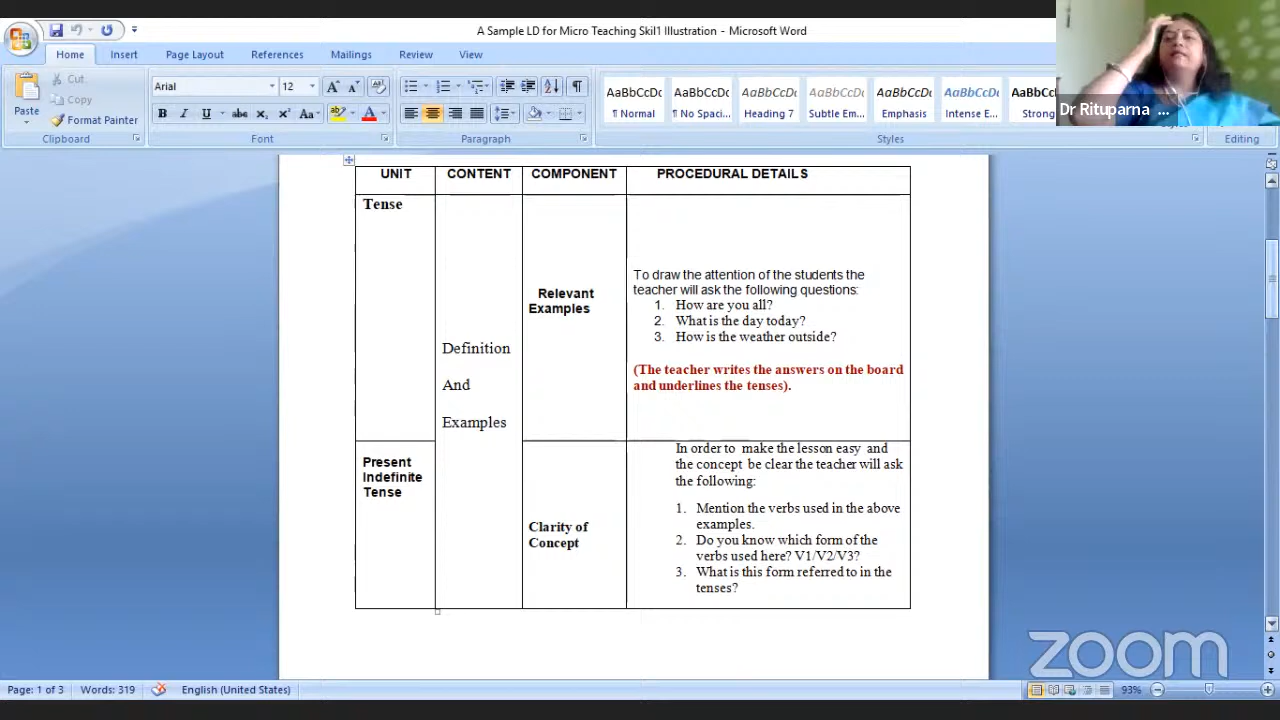 A Sample LD for Micro Teaching Skil1 Illustration - Microsoft Word
Home Insert Page Layout References Mailings Review View
Paste
Cut
Copy
Format Painter
Clipboard
Arial 12
Font
Paragraph
AaBbCcDc AaBbCcDc AaBbCcDc AaBbCcDc AaBbCcDc AaBbCcDc AaBbCcDc
¶ Normal ¶ No Spaci... Heading 7 Subtle Em... Emphasis Intense E... Strong
Styles
Editing
Dr Rituparna ...
UNIT CONTENT COMPONENT PROCEDURAL DETAILS
Tense
Definition
And
Examples
Relevant
Examples
To draw the attention of the students the
teacher will ask the following questions:
1. How are you all?
2. What is the day today?
3. How is the weather outside?
(The teacher writes the answers on the board
and underlines the tenses).
Present
Indefinite
Tense
Clarity of
Concept
In order to make the lesson easy and
the concept be clear the teacher will ask
the following:
1. Mention the verbs used in the above
examples.
2. Do you know which form of the
verbs used here? V1/V2/V3?
3. What is this form referred to in the
tenses?
zoom
Page: 1 of 3 Words: 319 English (United States) 93%